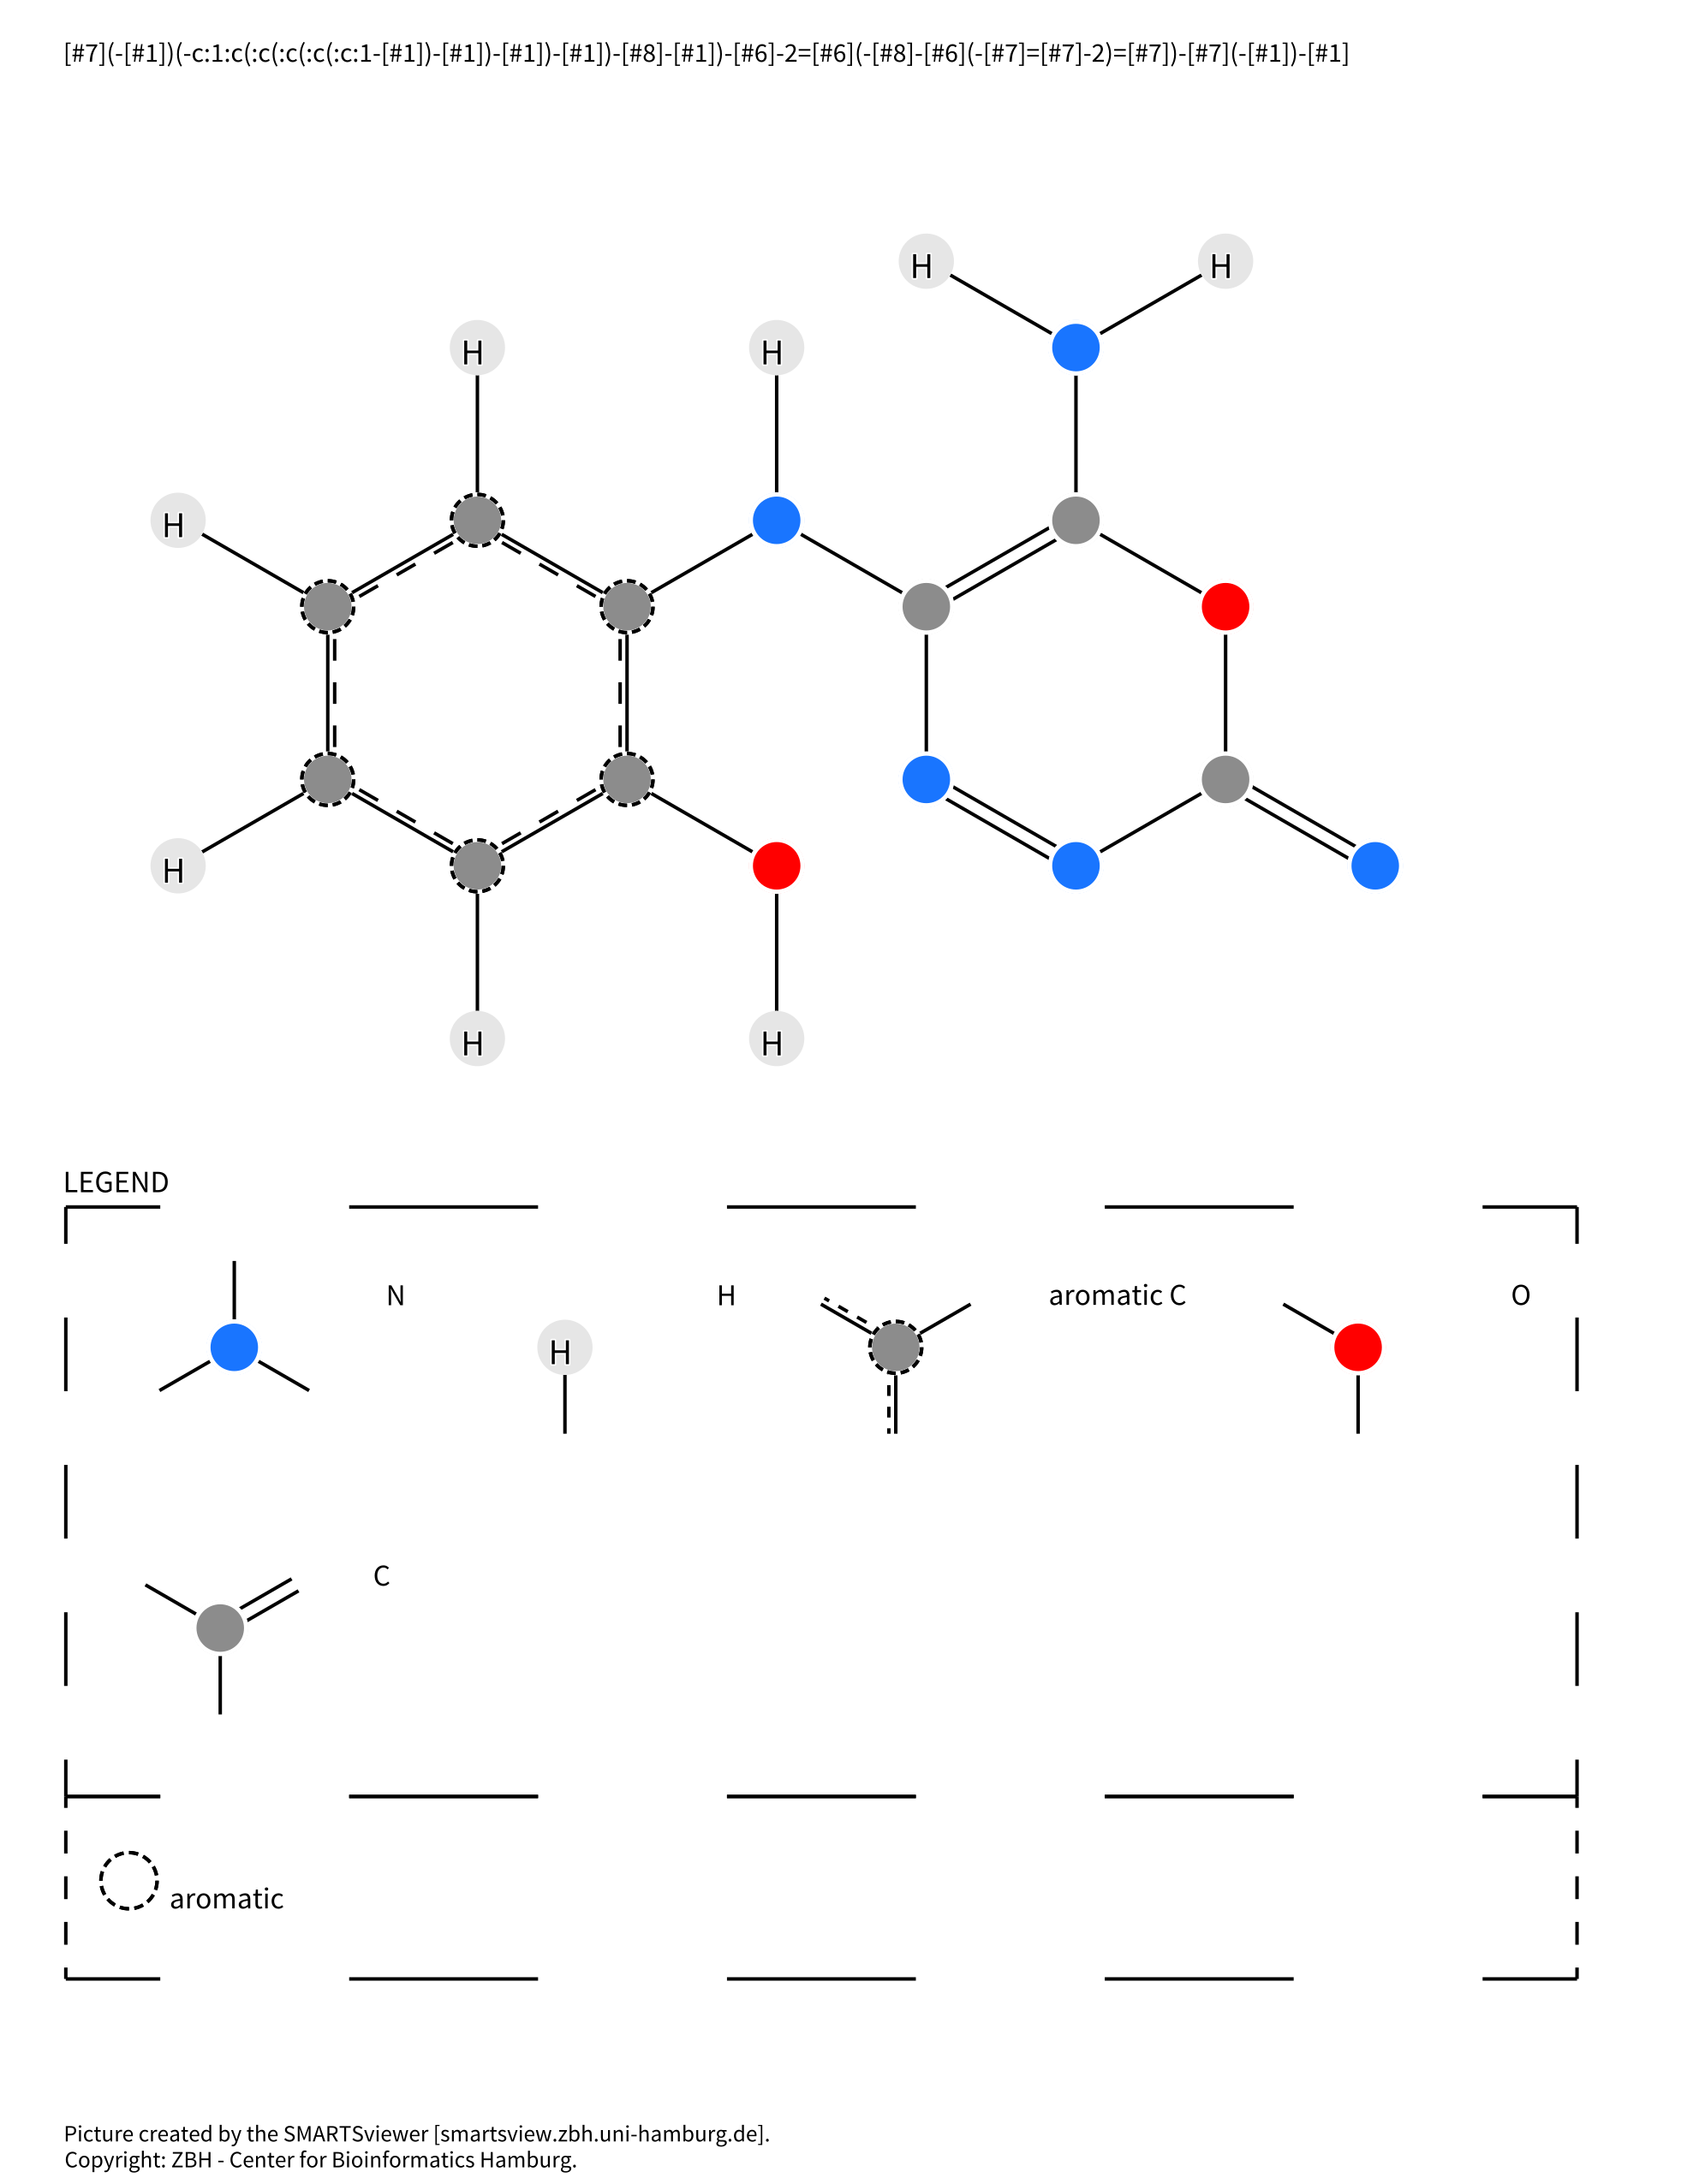 [#7](-[#1])(-c:1:c(:c(:c(:c(:c:1-[#1])-[#1])-[#1])-[#1])-[#8]-[#1])-[#6]-2=[#6](-[#8]-[#6](-[#7]=[#7]-2)=[#7])-[#7](-[#1])-[#1]
H H
H H
H
H
H H
LEGEND
N H aromatic C O
H
C
aromatic
Picture created by the SMARTSviewer [smartsview.zbh.uni-hamburg.de].
Copyright: ZBH - Center for Bioinformatics Hamburg.